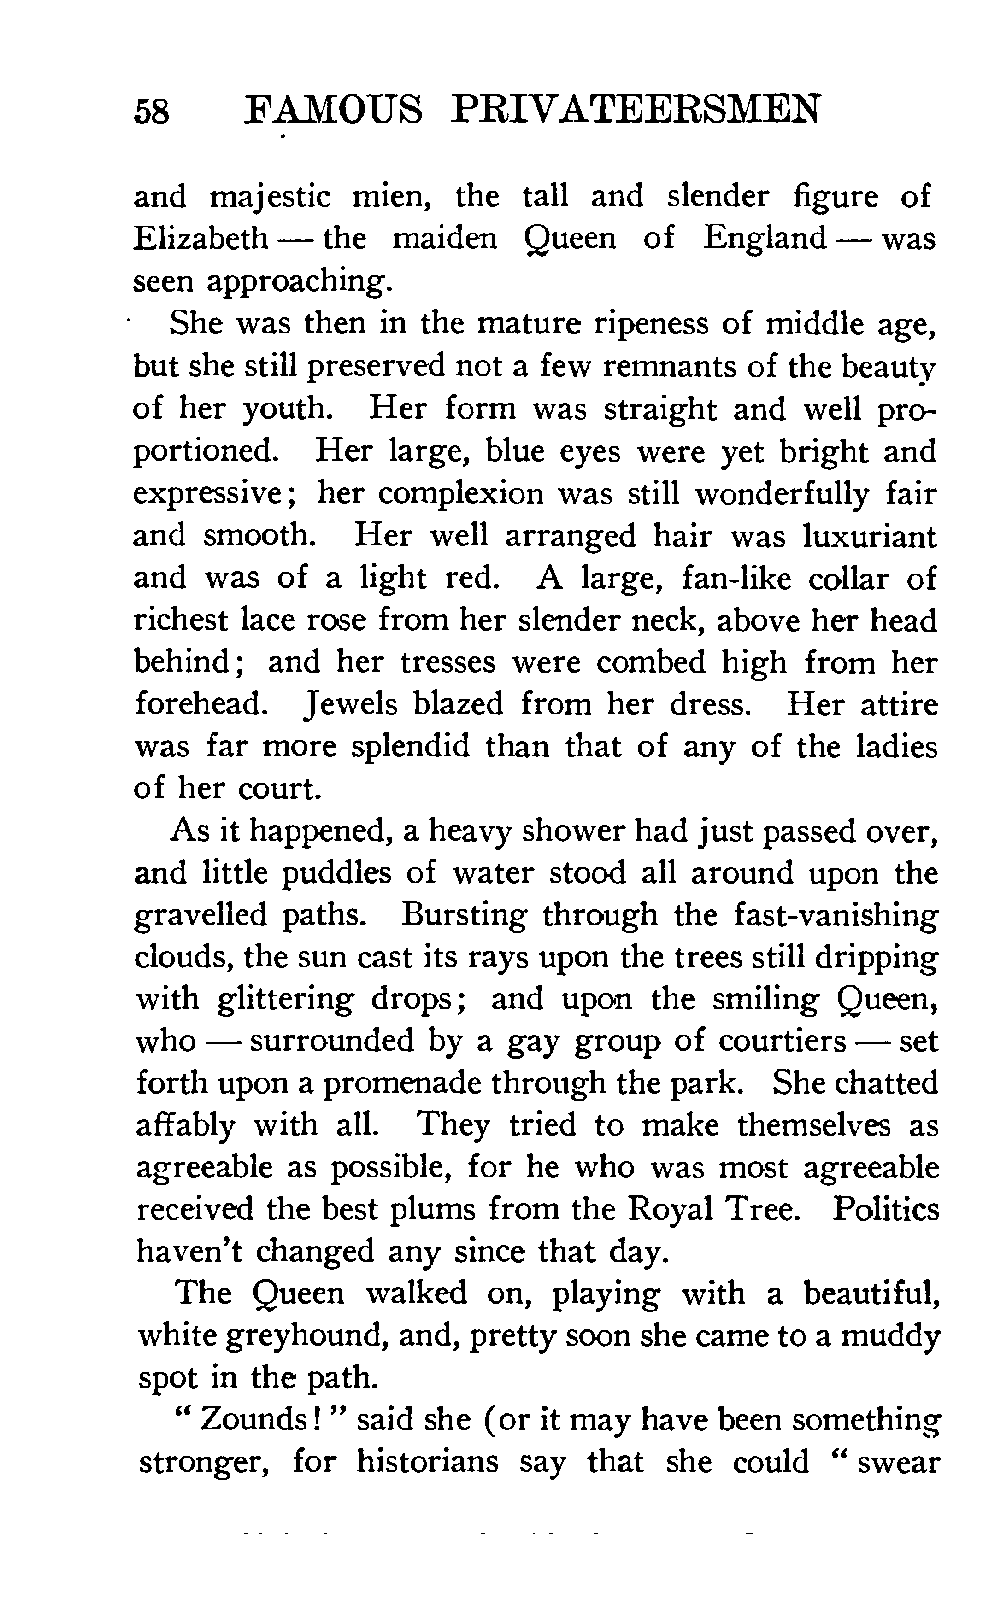 58 FAMOUS PRIVATEERSMEN
and majestic mien, the tall and slender figure of
Elizabeth — the maiden Queen of England — was
seen approaching.
She was then in the mature ripeness of middle age,
but she still preserved not a few remnants of the beauty
of her youth. Her form was straight and well pro-
portioned. Her large, blue eyes were yet bright and
expressive; her complexion was still wonderfully fair
and smooth. Her well arranged hair was luxuriant
and was of a light red. A large, fan-like collar of
richest lace rose from her slender neck, above her head
behind; and her tresses were combed high from her
forehead. Jewels blazed from her dress. Her attire
was far more splendid than that of any of the ladies
of her court.
As it happened, a heavy shower had just passed over,
and little puddles of water stood all around upon the
gravelled paths. Bursting through the fast-vanishing
clouds, the sun cast its rays upon the trees still dripping
with glittering drops; and upon the smiling Queen,
who — surrounded by a gay group of courtiers — set
forth upon a promenade through the park. She chatted
affably with all. They tried to make themselves as
agreeable as possible, for he who was most agreeable
received the best plums from the Royal Tree. Politics
haven't changed any since that day.
The Queen walked on, playing with a beautiful,
white greyhound, and, pretty soon she came to a muddy
spot in the path.
" Zounds! " said she (or it may have been something
stronger, for historians say that she could " swear